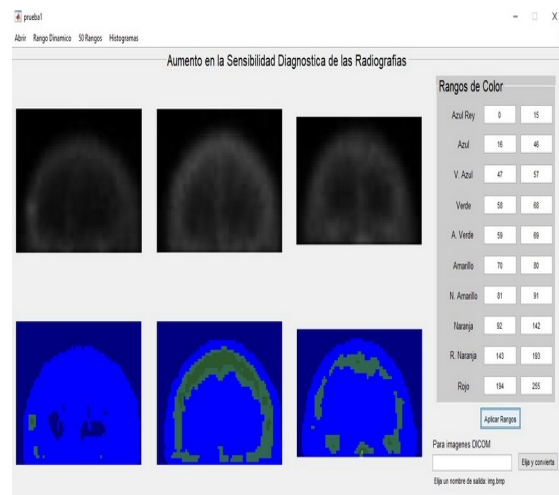 prueba1
Abrir Rango Dinamico 50 Rangos Histogramas
Aumento en la Sensibilidad Diagnostica de las Radiografias
Rangos de Color
Azul Rey 0 15
Azul 16 46
V. Azul 47 57
Verde 58 68
A. Verde 59 69
Amarillo 70 80
N. Amarillo 81 91
Naranja 92 142
R. Naranja 143 193
Rojo 194 255
Aplicar Rangos
Para imagenes DICOM
Elija y convierta
Elija un nombre de salida: img.bmp